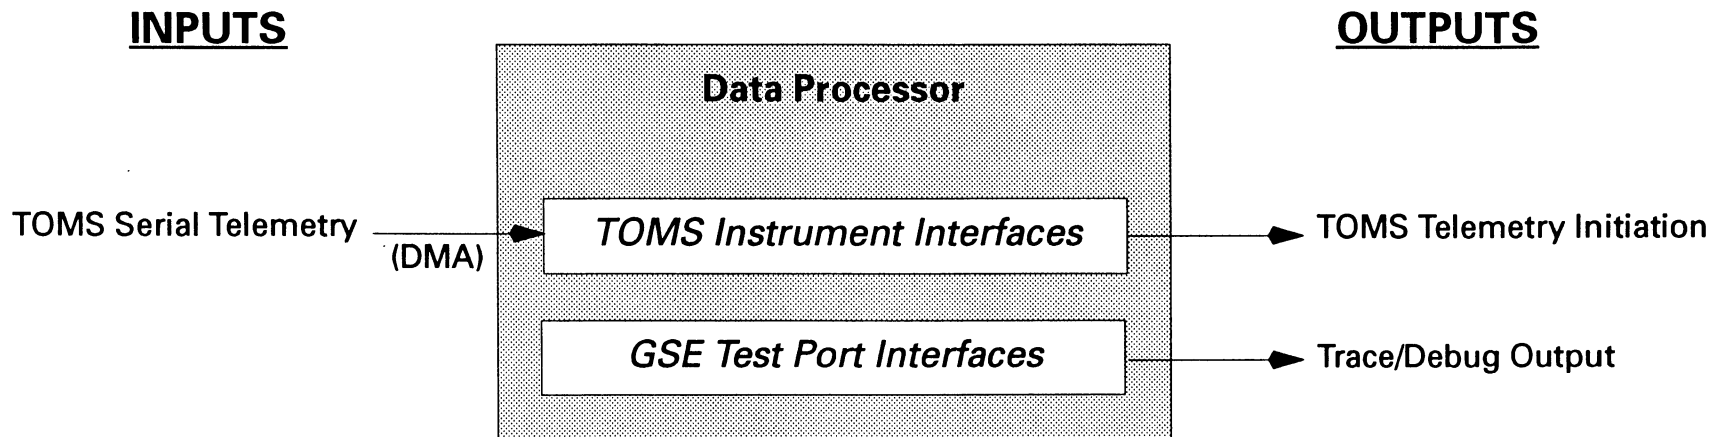 INPUTS
OUTPUTS
Data Processor
TOMS Serial Telemetry
(DMA)
TOMS Instrument Interfaces
TOMS Telemetry Initiation
GSE Test Port Interfaces
Trace/Debug Output